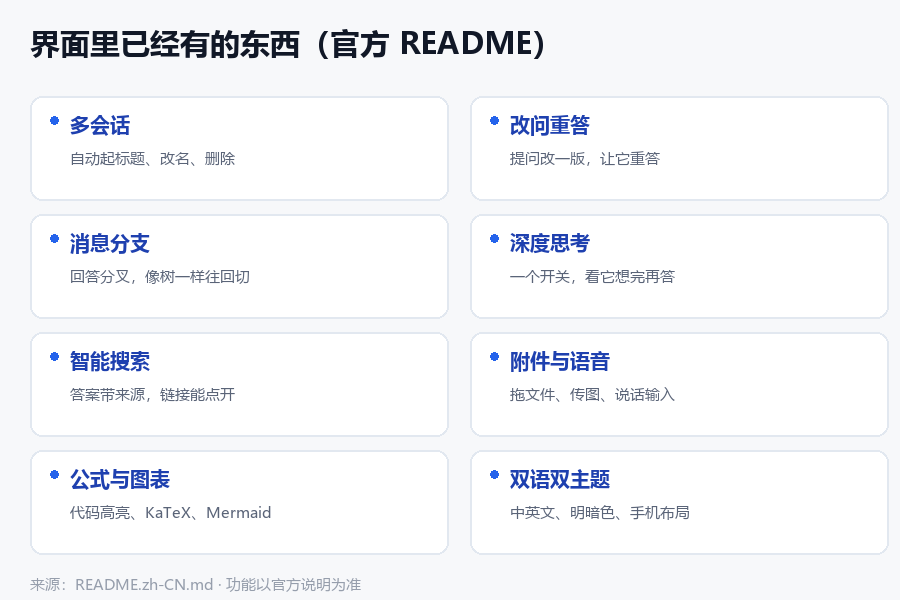 界面里已经有的东西（官方 README）
多会话
自动起标题、改名、删除
改问重答
提问改一版，让它重答
消息分支
回答分叉，像树一样往回切
深度思考
一个开关，看它想完再答
智能搜索
答案带来源，链接能点开
附件与语音
拖文件、传图、说话输入
公式与图表
代码高亮、KaTeX、Mermaid
双语双主题
中英文、明暗色、手机布局
来源：README.zh-CN.md · 功能以官方说明为准